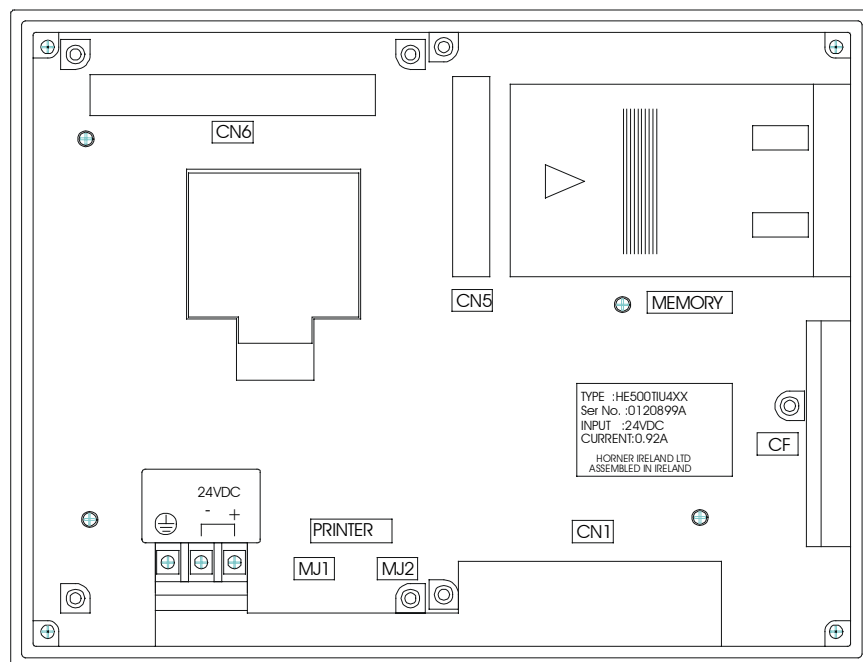 CN6
CN5
MEMORY
TYPE :HE500TIU4XX
Ser No. :0120899A
INPUT :24VDC
CURRENT:0.92A
HORNER IRELAND LTD
ASSEMBLED IN IRELAND
CF
24VDC
- +
PRINTER
CN1
MJ1
MJ2